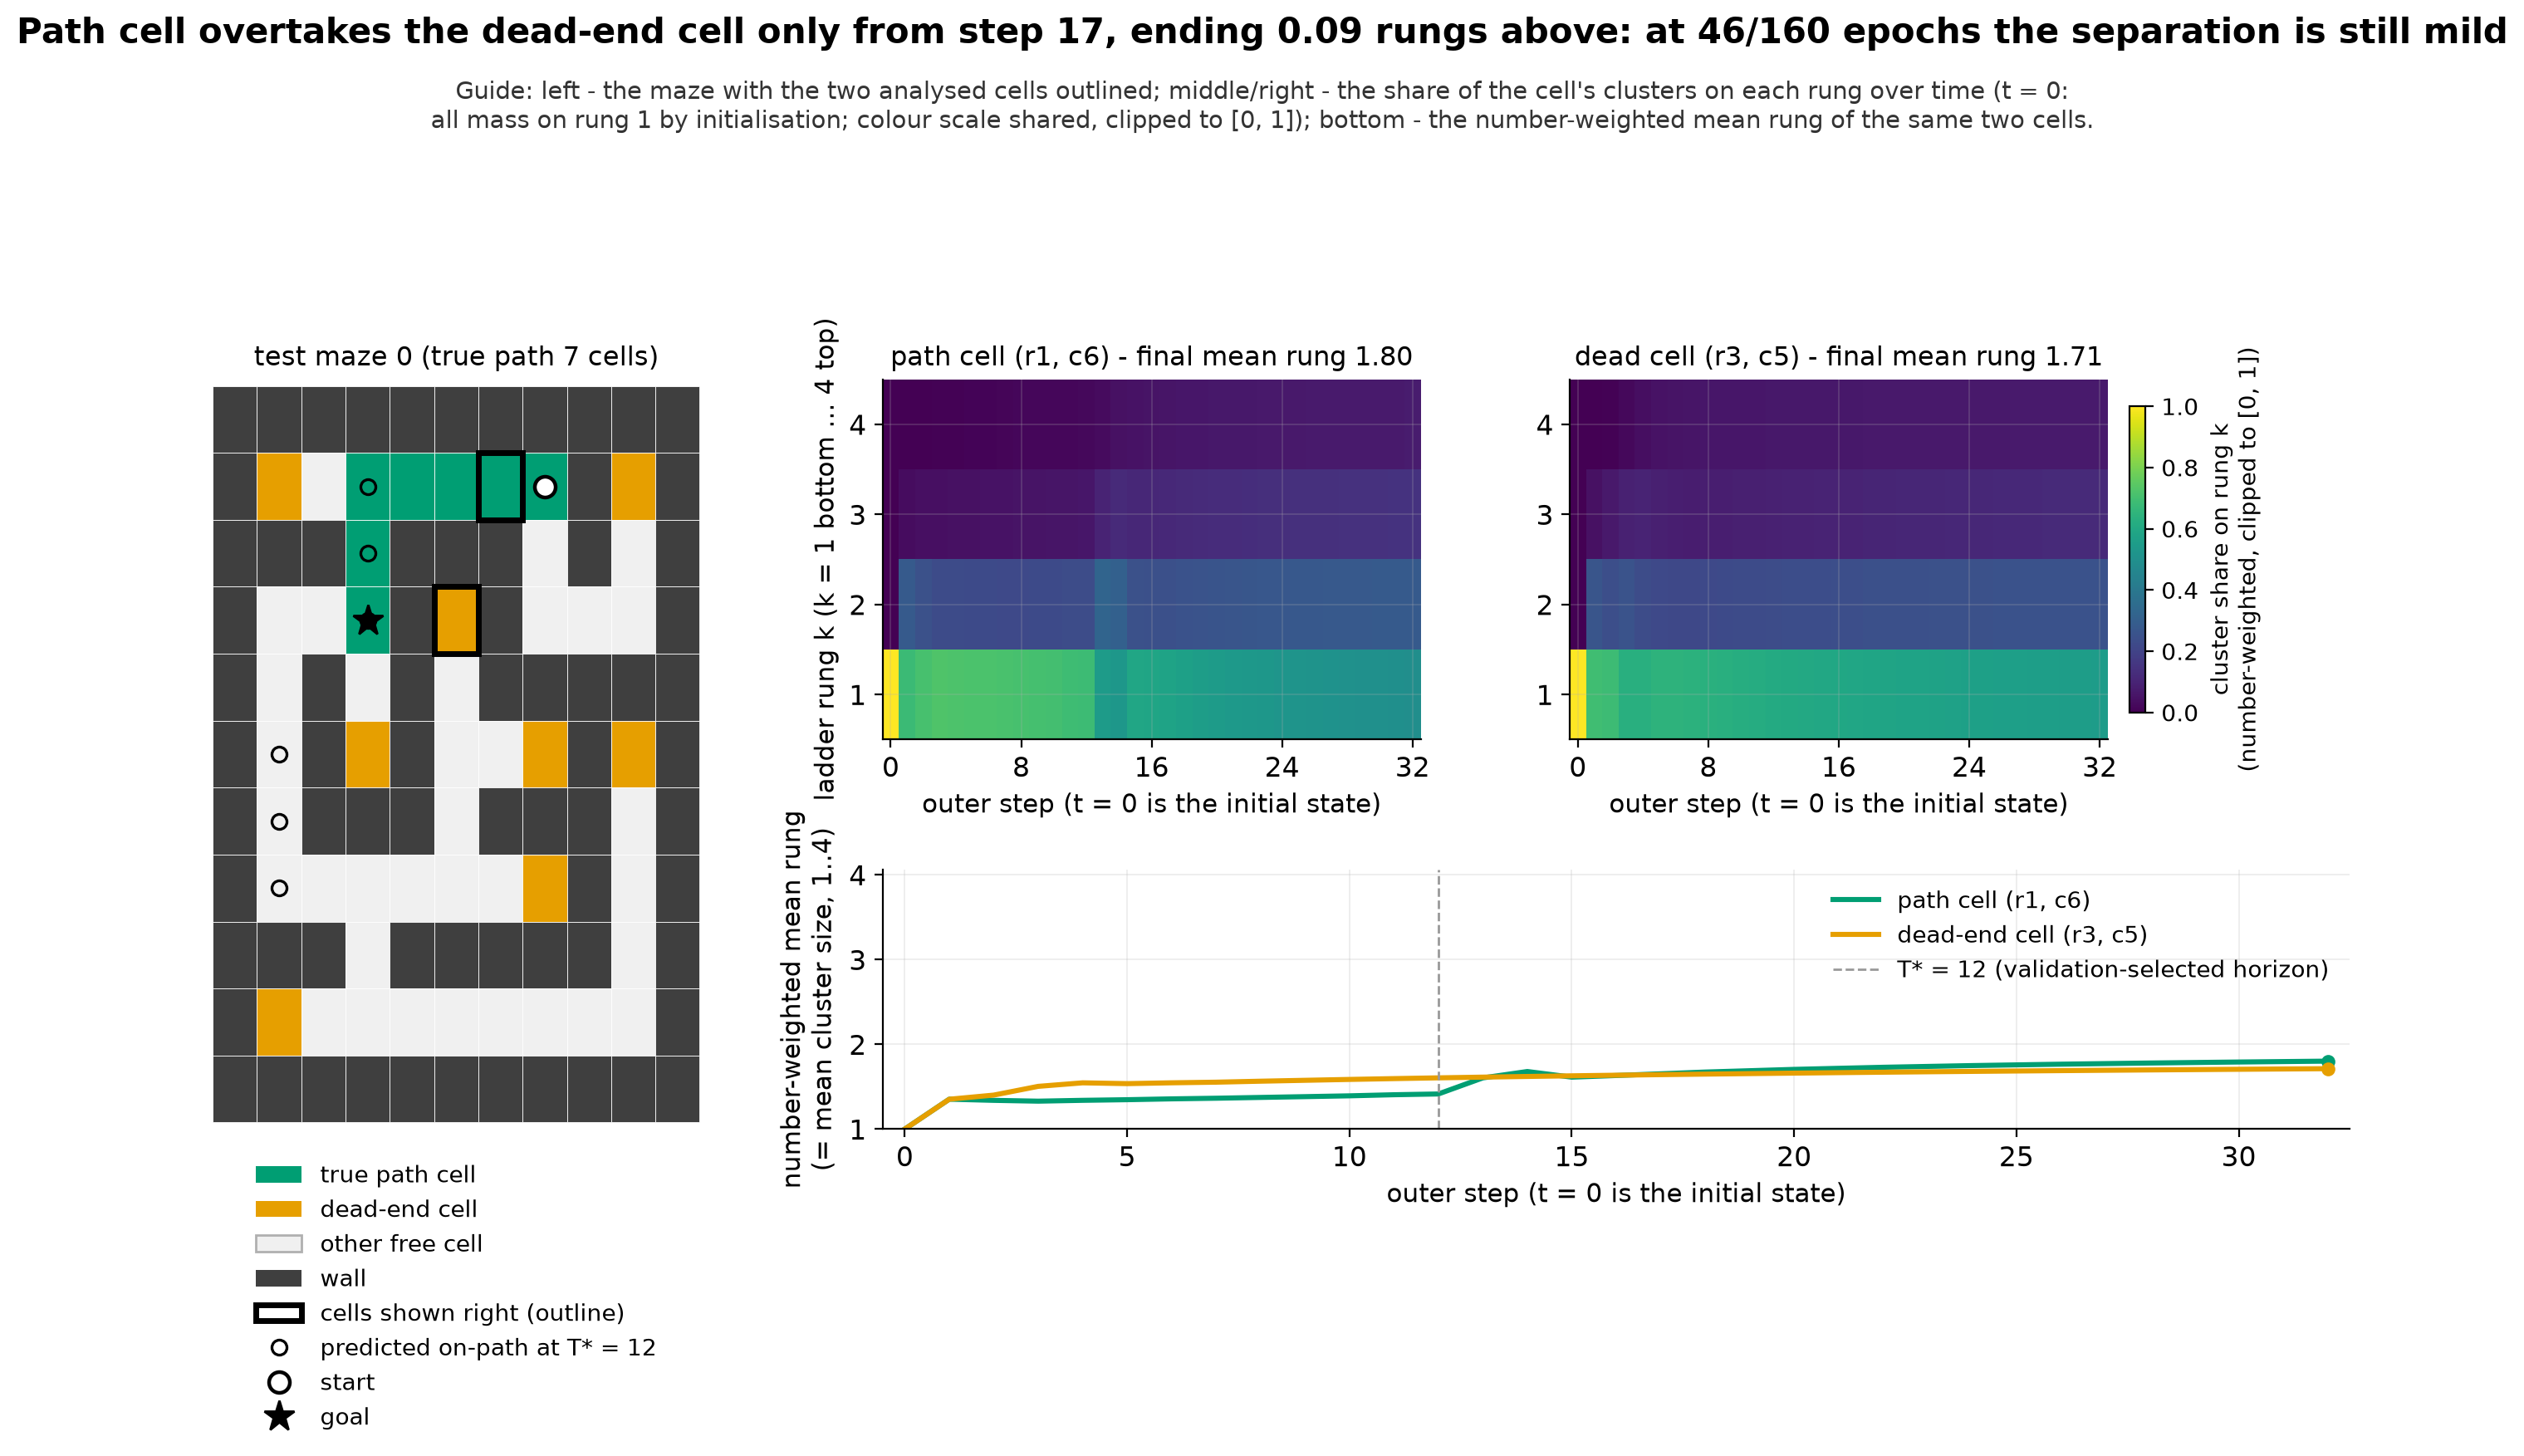 Path cell overtakes the dead-end cell only from step 17, ending 0.09 rungs above: at 46/160 epochs the separation is still mild
Guide: left - the maze with the two analysed cells outlined; middle/right - the share of the cell's clusters on each rung over time (t = 0:
all mass on rung 1 by initialisation; colour scale shared, clipped to [0, 1]); bottom - the number-weighted mean rung of the same two cells.
test maze 0 (true path 7 cells)
true path cell
dead-end cell
other free cell
wall
cells shown right (outline)
predicted on-path at T* = 12
start
goal
path cell (r1, c6) - final mean rung 1.80
ladder rung k (k = 1 bottom ... 4 top)
4
3
2
1
0 8 16 24 32
outer step (t = 0 is the initial state)
dead cell (r3, c5) - final mean rung 1.71
4
3
2
1
0 8 16 24 32
outer step (t = 0 is the initial state)
1.0
0.8
0.6
0.4
0.2
0.0
cluster share on rung k
(number-weighted, clipped to [0, 1])
number-weighted mean rung
(= mean cluster size, 1..4)
4
3
2
1
path cell (r1, c6)
dead-end cell (r3, c5)
T* = 12 (validation-selected horizon)
0 5 10 15 20 25 30
outer step (t = 0 is the initial state)